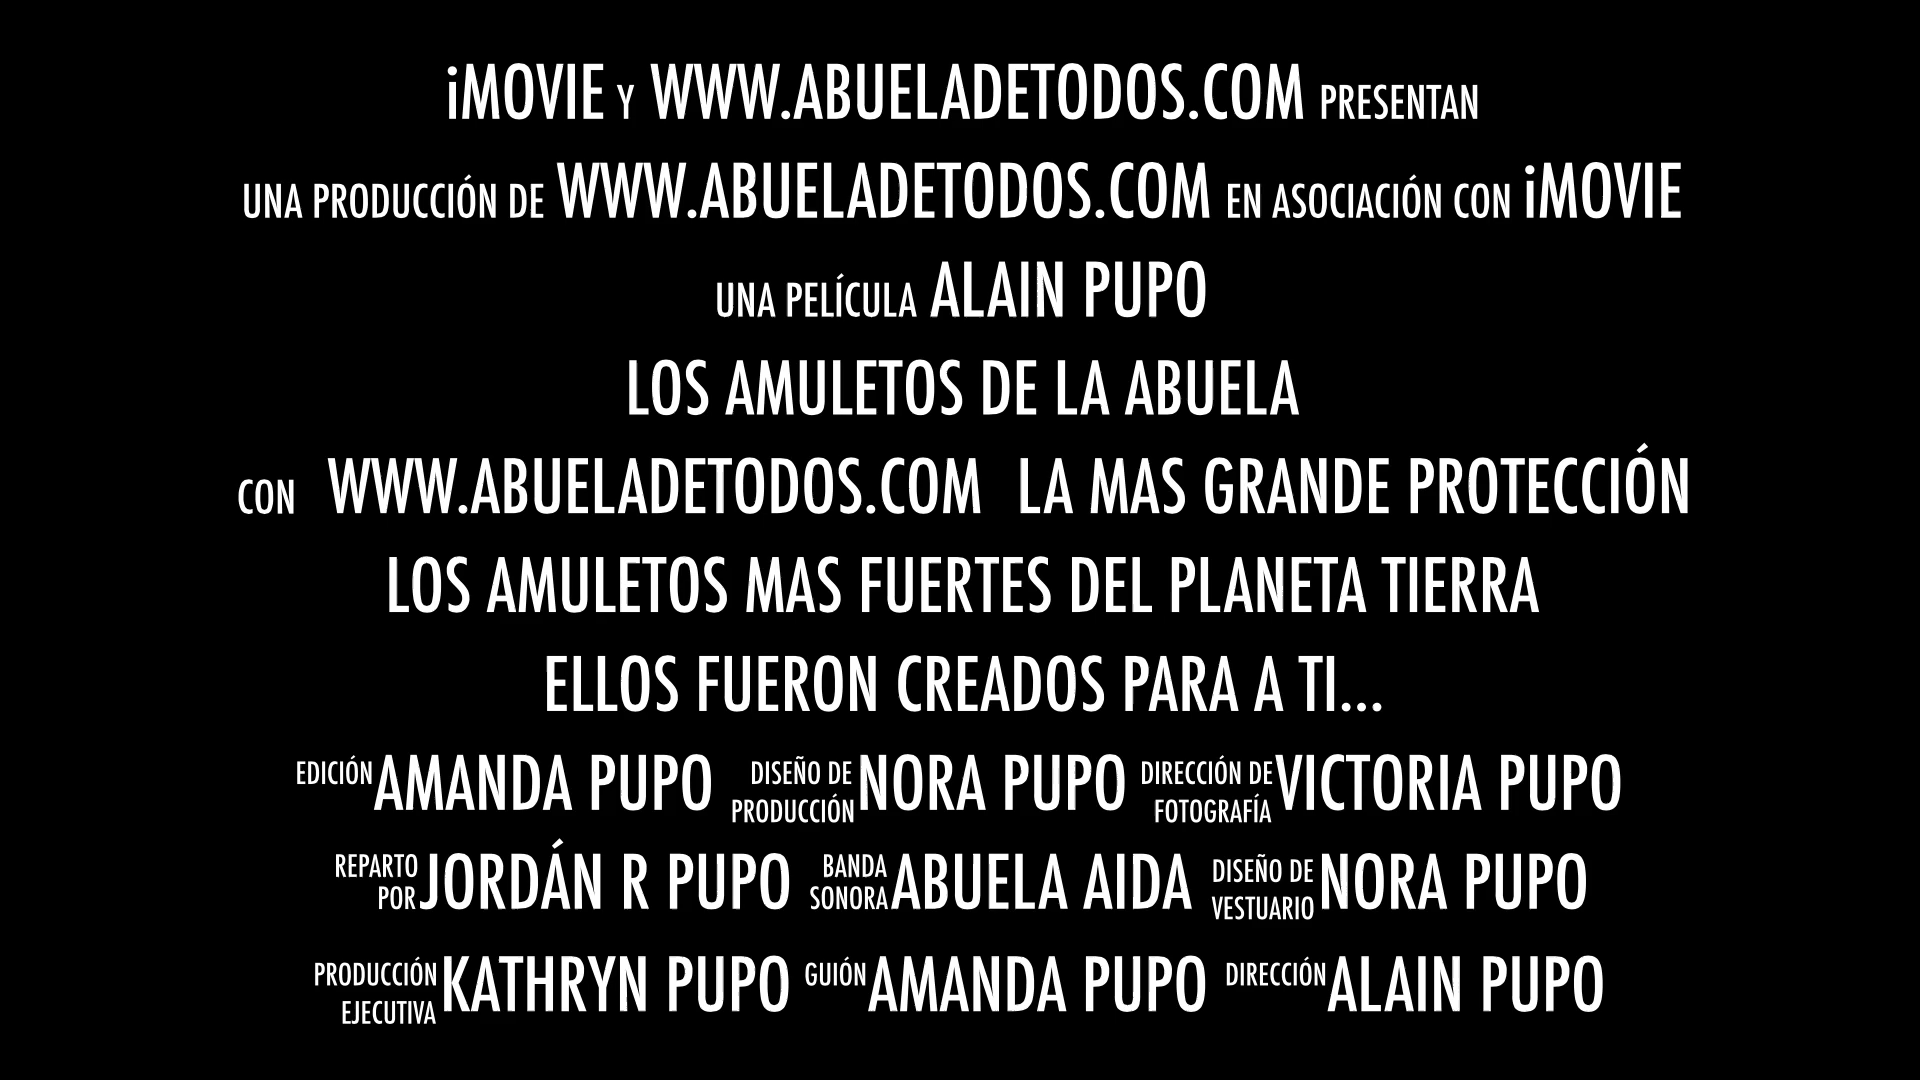 iMOVIE Y WWW.ABUELADETODOS.COM PRESENTAN
UNA PRODUCCIÓN DE WWW.ABUELADETODOS.COM EN ASOCIACIÓN CON iMOVIE
UNA PELÍCULA ALAIN PUPO
LOS AMULETOS DE LA ABUELA
CON WWW.ABUELADETODOS.COM LA MAS GRANDE PROTECCIÓN
LOS AMULETOS MAS FUERTES DEL PLANETA TIERRA
ELLOS FUERON CREADOS PARA A TI...
EDICIÓN AMANDA PUPO DISEÑO DE PRODUCCIÓN NORA PUPO DIRECCIÓN DE FOTOGRAFÍA VICTORIA PUPO
REPARTO POR JORDÁN R PUPO BANDA SONORA ABUELA AIDA DISEÑO DE VESTUARIO NORA PUPO
PRODUCCIÓN EJECUTIVA KATHRYN PUPO GUIÓN AMANDA PUPO DIRECCIÓN ALAIN PUPO